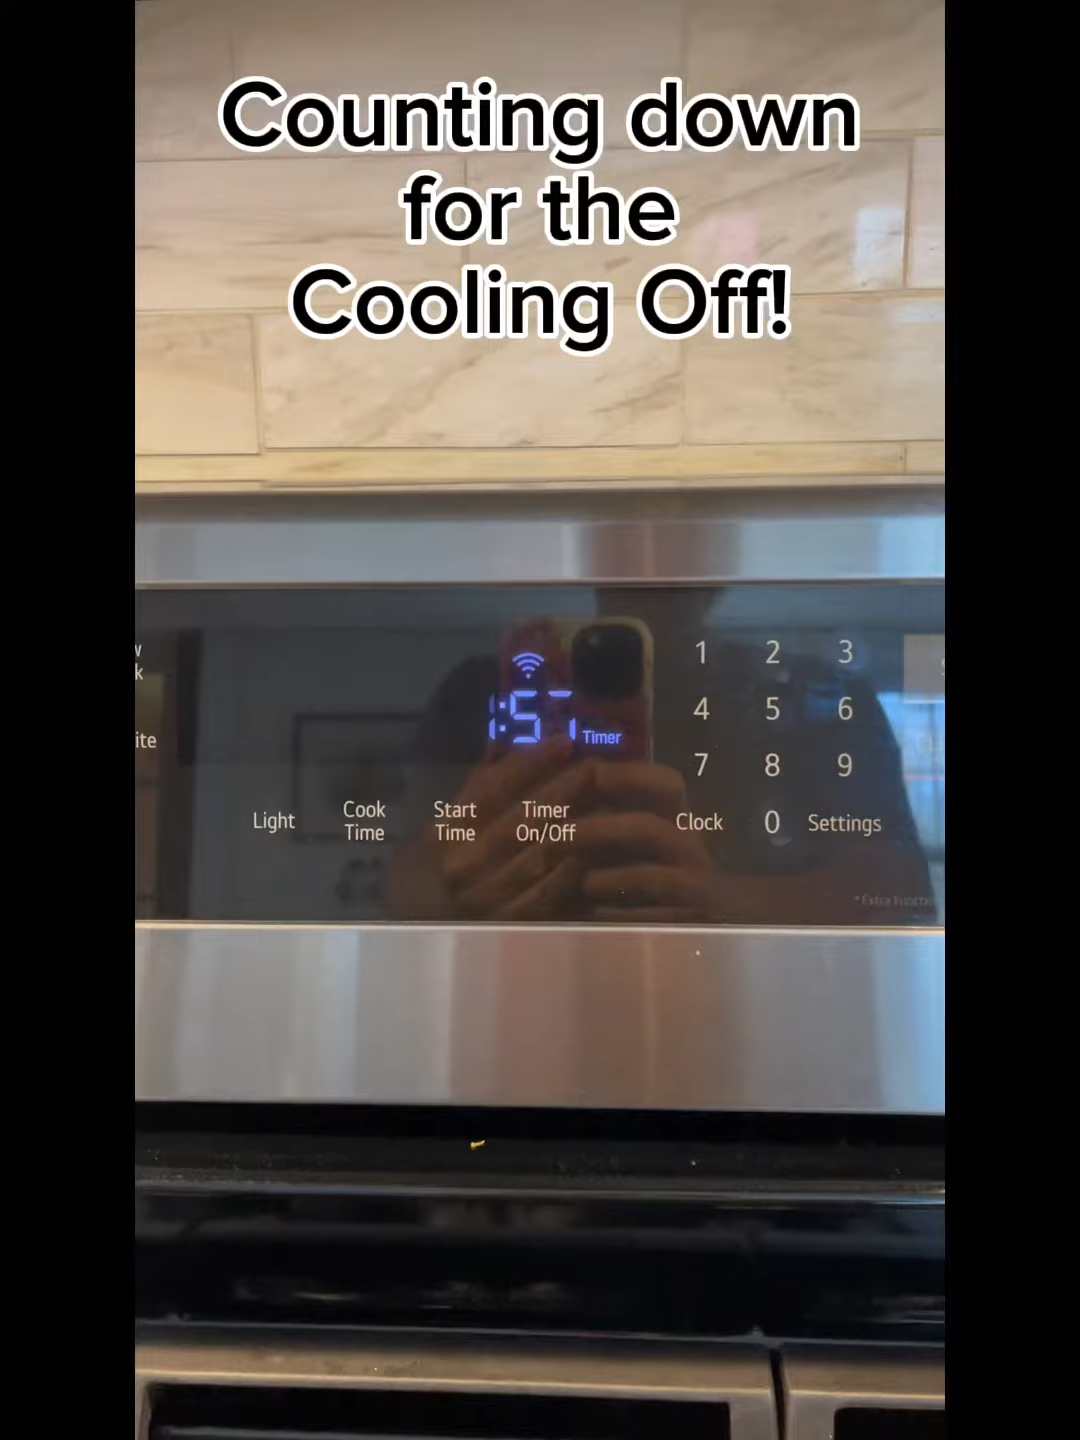 Counting down
for the
Cooling Off!
1:57 Timer
1 2 3
4 5 6
7 8 9
Clock 0 Settings
Light
Cook
Time
Start
Time
Timer
On/Off
ite